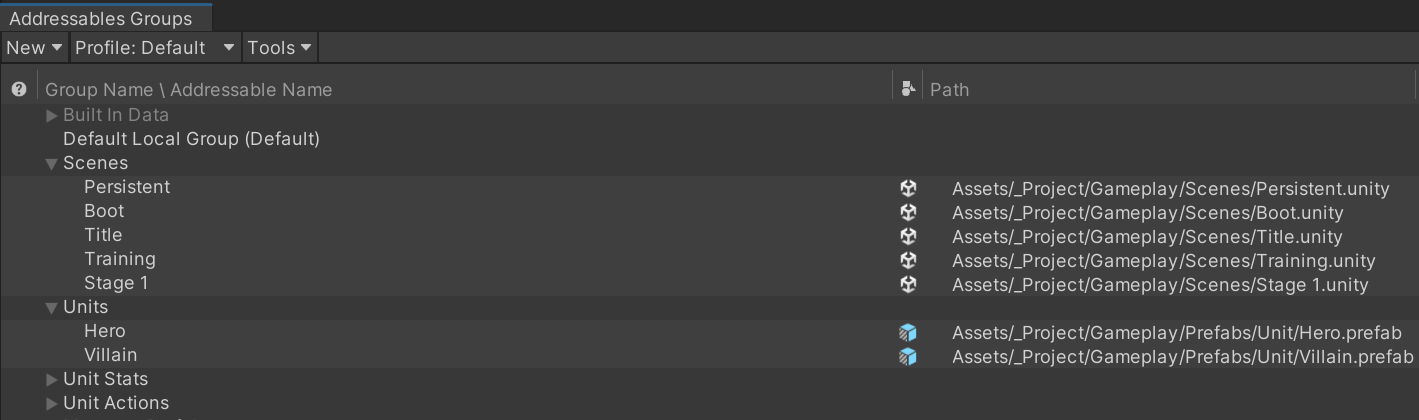 Addressables Groups
New Profile: Default Tools
Group Name \ Addressable Name Path
Built In Data
Default Local Group (Default)
Scenes
Persistent Assets/_Project/Gameplay/Scenes/Persistent.unity
Boot Assets/_Project/Gameplay/Scenes/Boot.unity
Title Assets/_Project/Gameplay/Scenes/Title.unity
Training Assets/_Project/Gameplay/Scenes/Training.unity
Stage 1 Assets/_Project/Gameplay/Scenes/Stage 1.unity
Units
Hero Assets/_Project/Gameplay/Prefabs/Unit/Hero.prefab
Villain Assets/_Project/Gameplay/Prefabs/Unit/Villain.prefab
Unit Stats
Unit Actions